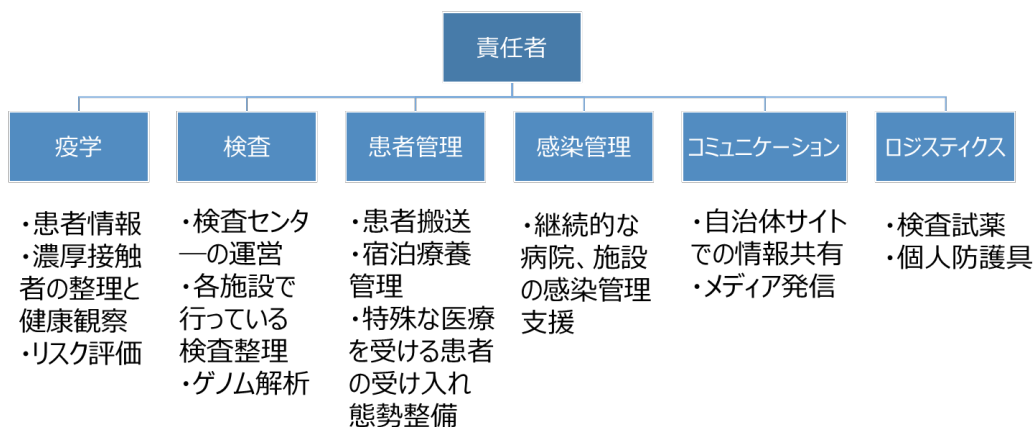 責任者
疫学
検査
患者管理
感染管理
コミュニケーション
ロジスティクス
・患者情報
・濃厚接触
者の整理と
健康観察
・リスク評価
・検査センタ
―の運営
・各施設で
行っている
検査整理
・ゲノム解析
・患者搬送
・宿泊療養
管理
・特殊な医療
を受ける患者
の受け入れ
態勢整備
・継続的な
病院、施設
の感染管理
支援
・自治体サイト
での情報共有
・メディア発信
・検査試薬
・個人防護具